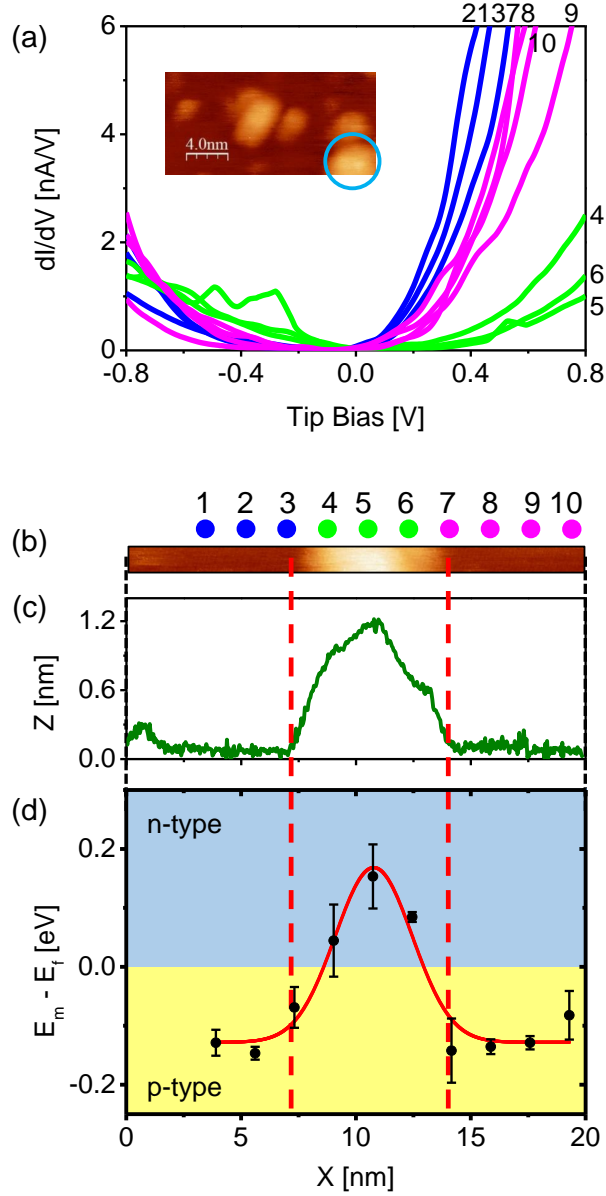 (a)
6
4
2
0
dI/dV [nA/V]
21378 9
10
4.0nm
4
6
5
-0.8 -0.4 0.0 0.4 0.8
Tip Bias [V]
1 2 3 4 5 6 7 8 9 10
(b)
(c)
1.2
0.6
0.0
Z [nm]
(d)
n-type
0.2
0.0
-0.2
E_m - E_f [eV]
p-type
0 5 10 15 20
X [nm]